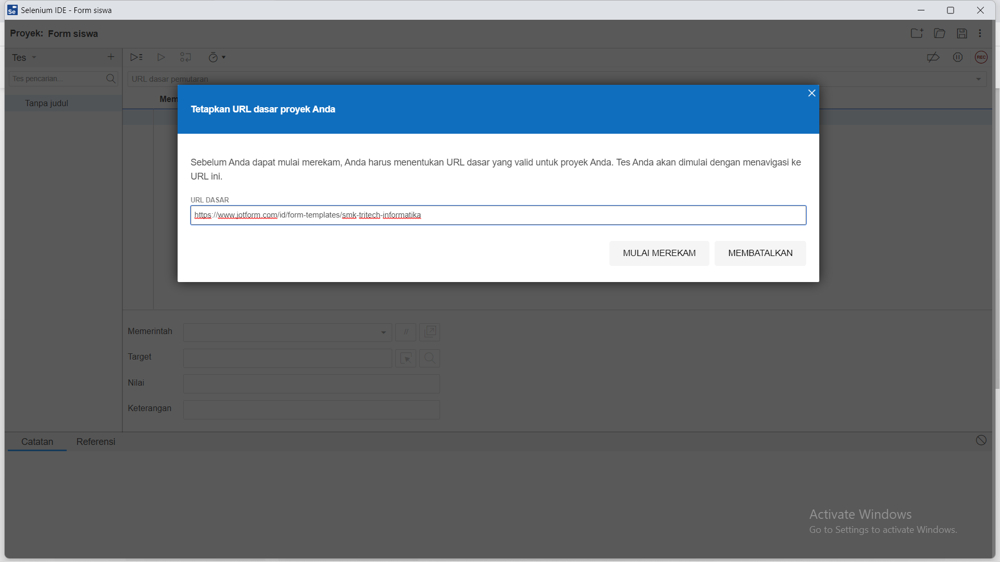 Selenium IDE - Form siswa
Proyek: Form siswa
Tes
REC
Tes pencarian...
URL dasar pemutaran
Tanpa judul
Mem
Tetapkan URL dasar proyek Anda
Sebelum Anda dapat mulai merekam, Anda harus menentukan URL dasar yang valid untuk proyek Anda. Tes Anda akan dimulai dengan menavigasi ke
URL ini.
URL DASAR
https://www.jotform.com/id/form-templates/smk-tritech-informatika
MULAI MEREKAM
MEMBATALKAN
Memerintah
//
Target
Nilai
Keterangan
Catatan
Referensi
Activate Windows
Go to Settings to activate Windows.